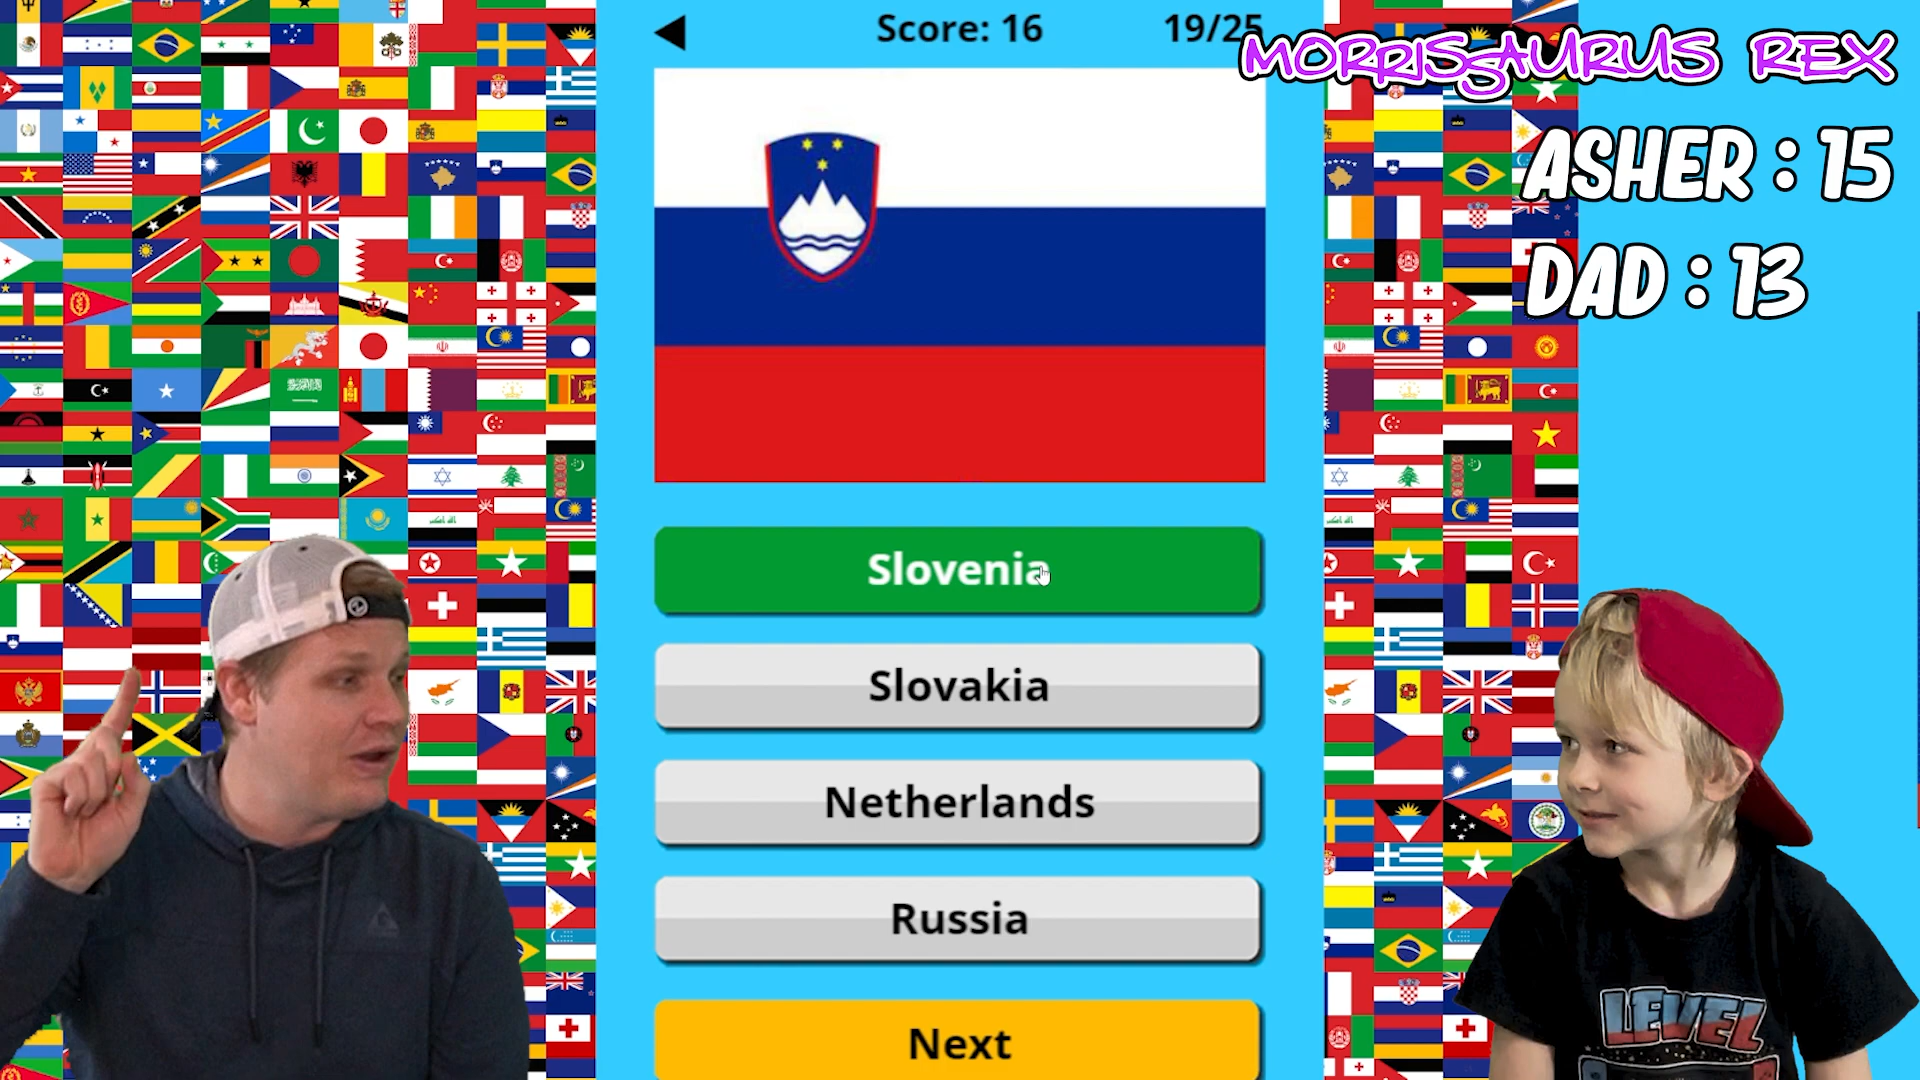 Score: 16
19/25
MORRISSAURUS REX
ASHER : 15
DAD : 13
Slovenia
Slovakia
Netherlands
Russia
Next
LEVEL